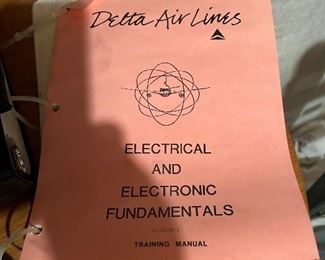 Delta Air Lines
ELECTRICAL
AND
ELECTRONIC
FUNDAMENTALS
TRAINING MANUAL